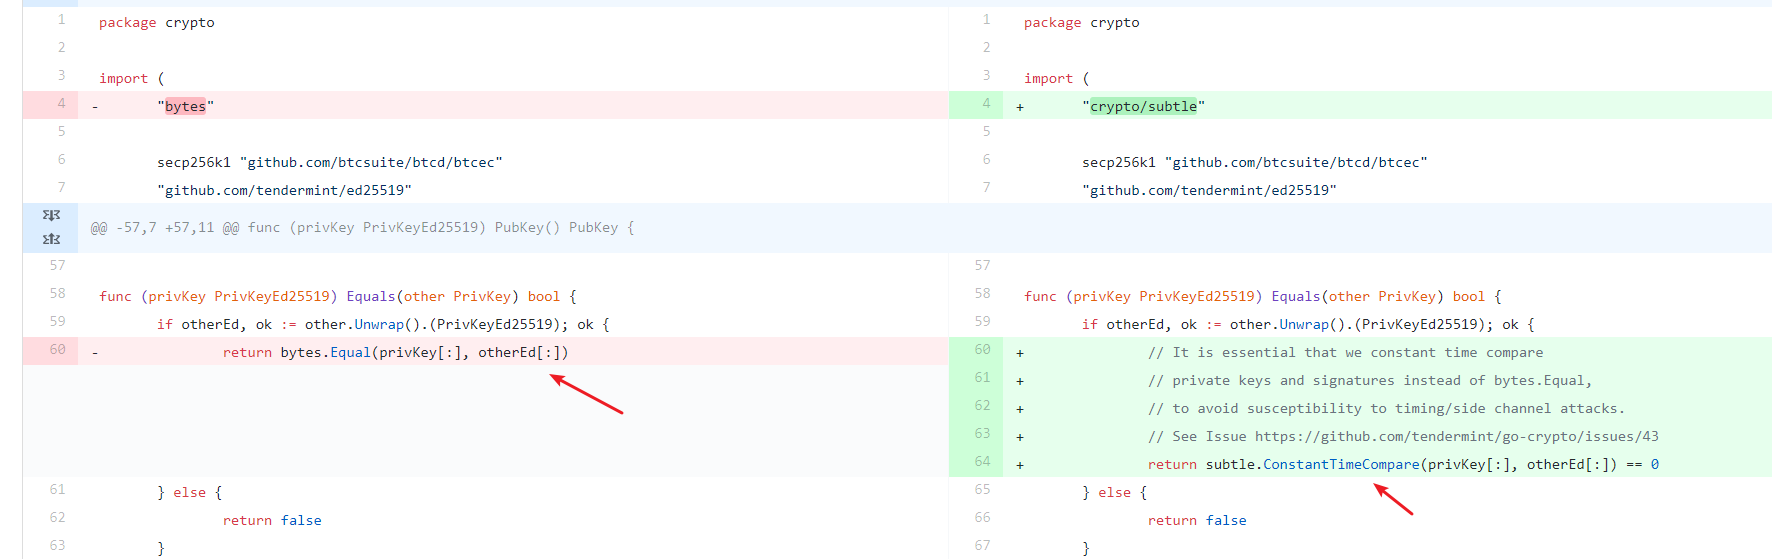 1 package crypto
2
3 import (
4 - "bytes"
5
6 secp256k1 "github.com/btcsuite/btcd/btcec"
7 "github.com/tendermint/ed25519"
@@ -57,7 +57,11 @@ func (privKey PrivKeyEd25519) PubKey() PubKey {
57
58 func (privKey PrivKeyEd25519) Equals(other PrivKey) bool {
59 if otherEd, ok := other.Unwrap().(PrivKeyEd25519); ok {
60 - return bytes.Equal(privKey[:], otherEd[:])
61 } else {
62 return false
63 }
1 package crypto
2
3 import (
4 + "crypto/subtle"
5
6 secp256k1 "github.com/btcsuite/btcd/btcec"
7 "github.com/tendermint/ed25519"
57
58 func (privKey PrivKeyEd25519) Equals(other PrivKey) bool {
59 if otherEd, ok := other.Unwrap().(PrivKeyEd25519); ok {
60 + // It is essential that we constant time compare
61 + // private keys and signatures instead of bytes.Equal,
62 + // to avoid susceptibility to timing/side channel attacks.
63 + // See Issue https://github.com/tendermint/go-crypto/issues/43
64 + return subtle.ConstantTimeCompare(privKey[:], otherEd[:]) == 0
65 } else {
66 return false
67 }